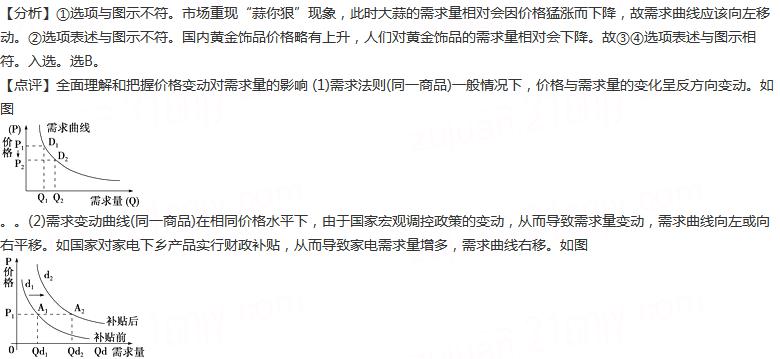 【分析】①选项与图示不符。市场重现“蒜你狠”现象，此时大蒜的需求量相对会因价格猛涨而下降，故需求曲线应该向左移
动。②选项表述与图示不符。国内黄金饰品价格略有上升，人们对黄金饰品的需求量相对会下降。故③④选项表述与图示相
符。入选。选B。
【点评】全面理解和把握价格变动对需求量的影响 (1)需求法则(同一商品)一般情况下，价格与需求量的变化呈反方向变动。如
图
(P)
价格
需求曲线
P₁
D₁
P₂
D₂
Q₁ Q₂
需求量 (Q)
。。(2)需求变动曲线(同一商品)在相同价格水平下，由于国家宏观调控政策的变动，从而导致需求量变动，需求曲线向左或向
右平移。如国家对家电下乡产品实行财政补贴，从而导致家电需求量增多，需求曲线右移。如图
P
价格
d₂
d₁
P₁
A₁
A₂
补贴后
补贴前
0 Qd₁ Qd₂ Qd 需求量